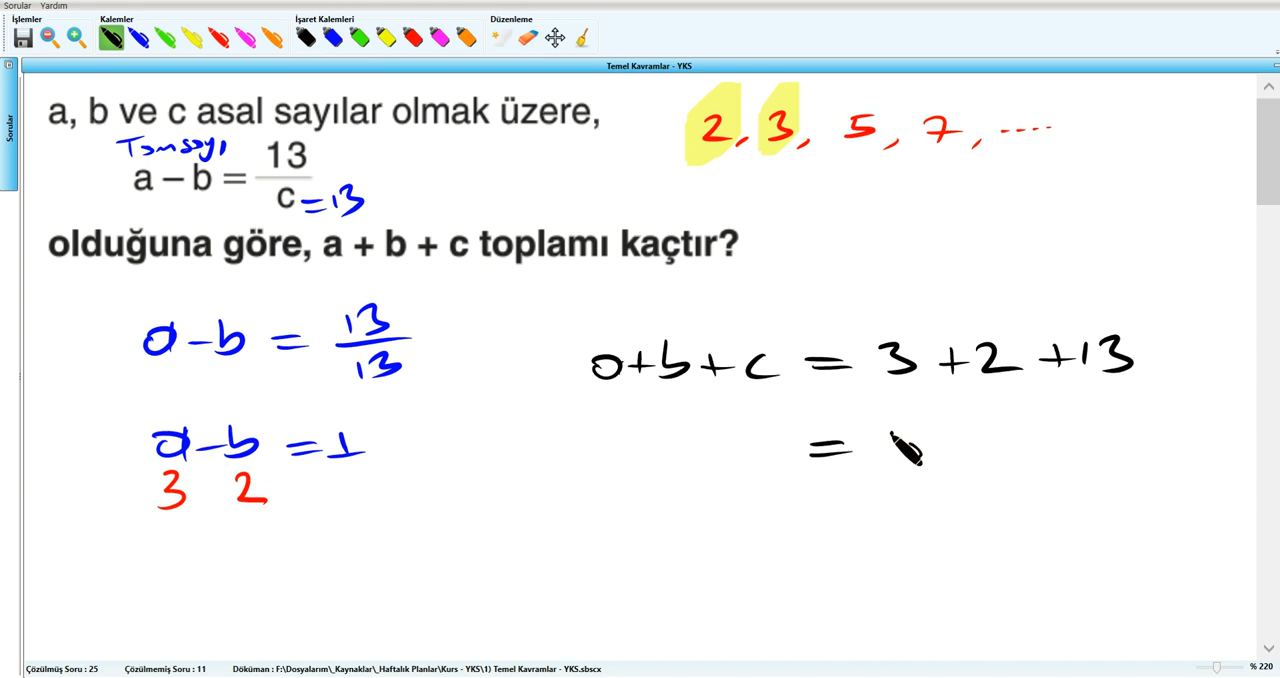 Sorular Yardım
İşlemler Kalemler İşaret Kalemleri Düzenleme
Temel Kavramlar - YKS
Sorular
a, b ve c asal sayılar olmak üzere,
2, 3, 5, 7, ....
Tamsayı
a – b = 13 / c = 13
olduğuna göre, a + b + c toplamı kaçtır?
a - b = 13 / 13
a + b + c = 3 + 2 + 13
a - b = 1
=
3 2
Çözülmüş Soru : 25 Çözülmemiş Soru : 11 Döküman : F:\Dosyalarım\_Kaynaklar\_Haftalık Planlar\Kurs - YKS\1) Temel Kavramlar - YKS.sbscx % 220